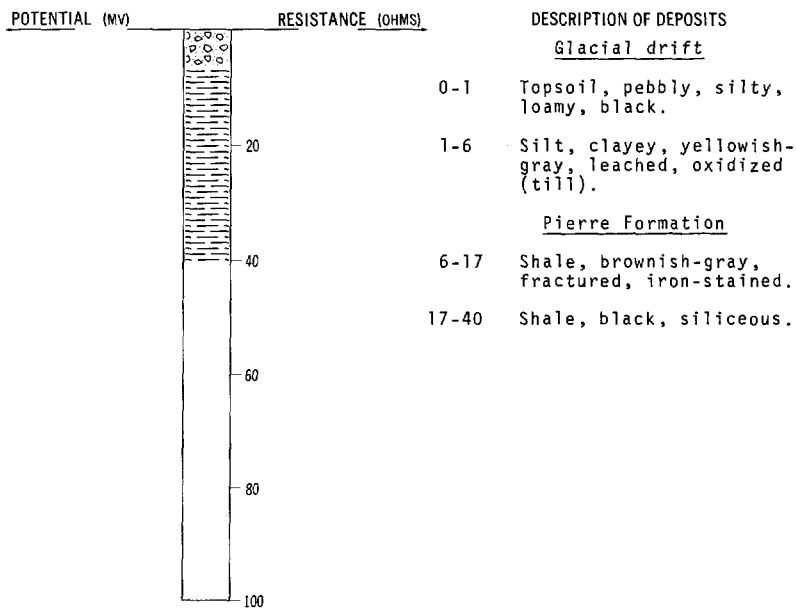 POTENTIAL (MV)
RESISTANCE (OHMS)
DESCRIPTION OF DEPOSITS
Glacial drift
0-1 Topsoil, pebbly, silty,
loamy, black.
1-6 Silt, clayey, yellowish-
gray, leached, oxidized
(till).
Pierre Formation
6-17 Shale, brownish-gray,
fractured, iron-stained.
17-40 Shale, black, siliceous.
20
40
60
80
100